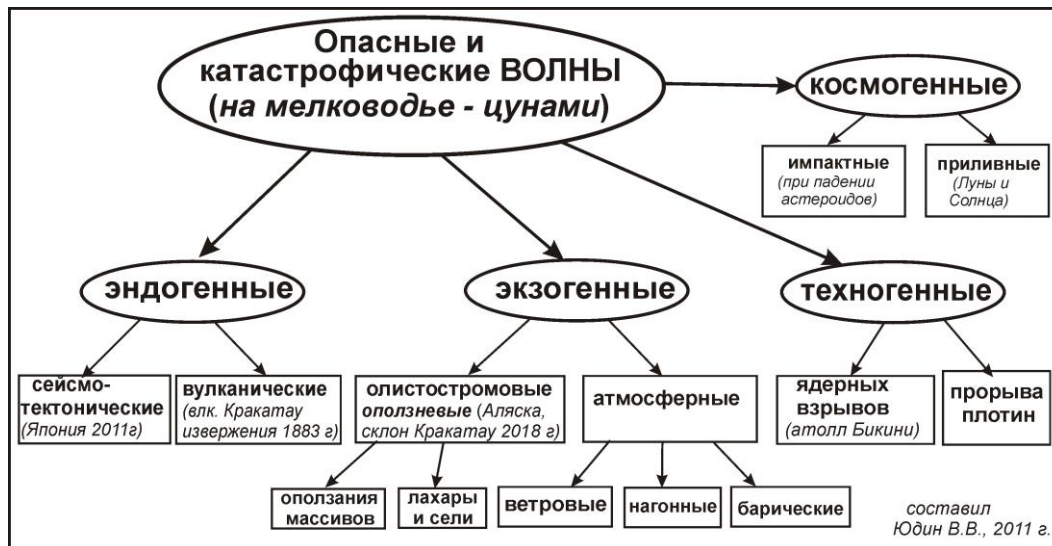 Опасные и
катастрофические ВОЛНЫ
(на мелководье - цунами)
космогенные
импактные
(при падении
астероидов)
приливные
(Луны и
Солнца)
эндогенные
экзогенные
техногенные
сейсмо-
тектонические
(Япония 2011г)
вулканические
(влк. Кракатау
извержения 1883 г)
олистостромовые
оползневые (Аляска,
склон Кракатау 2018 г)
атмосферные
ядерных
взрывов
(атолл Бикини)
прорыва
плотин
оползания
массивов
лахары
и сели
ветровые
нагонные
барические
составил
Юдин В.В., 2011 г.